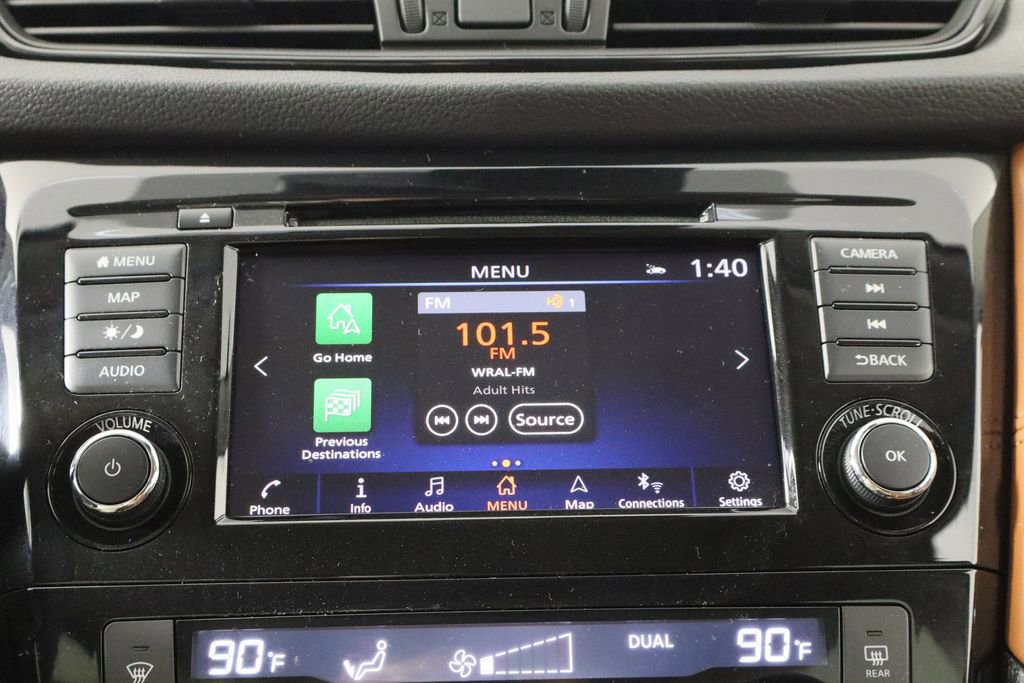 MENU
MAP
AUDIO
VOLUME
MENU
1:40
Go Home
Previous
Destinations
FM
HD 1
101.5
FM
WRAL-FM
Adult Hits
Source
Phone
Info
Audio
MENU
Map
Connections
Settings
CAMERA
BACK
TUNE·SCROLL
OK
90°F
DUAL
90°F
REAR